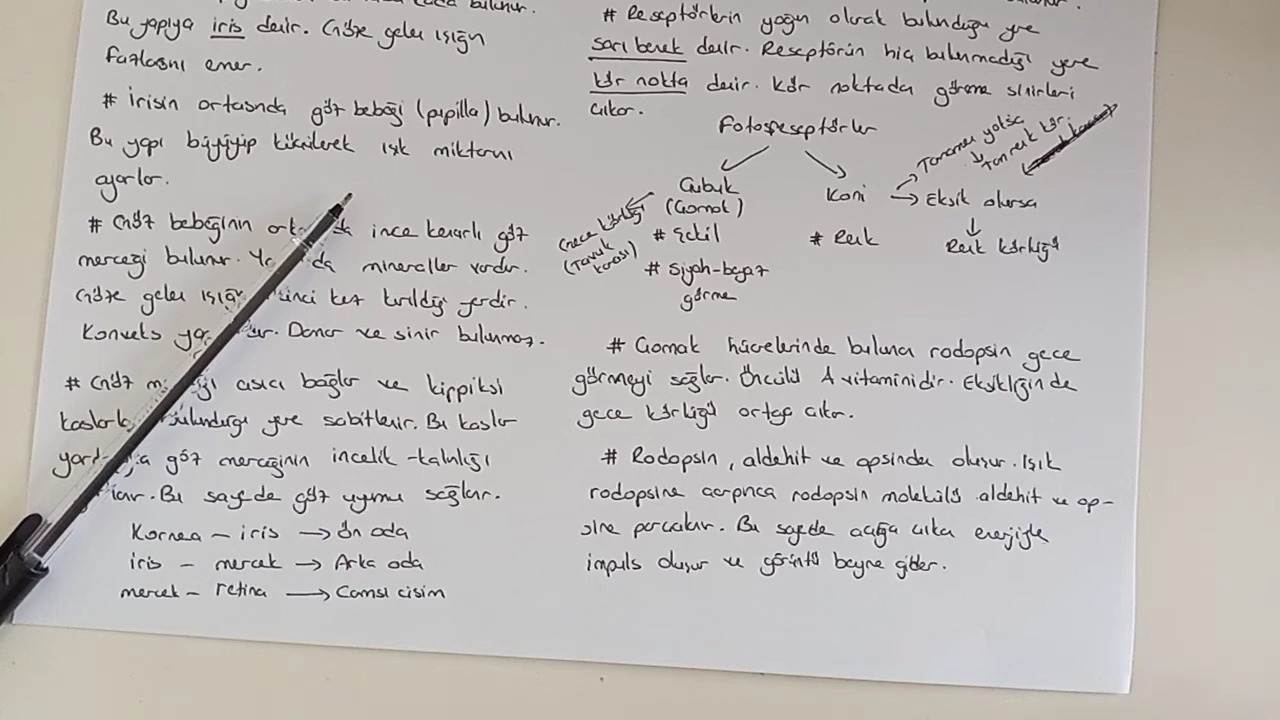 Bu yapıya iris denir. Göze gelen ışığın
fazlasını emer.
# İrisin ortasında göz bebeği (pupilla) bulunur.
Bu yapı büyüyüp küçülerek ışık miktarını
ayarlar.
# Göz bebeğinin ince kenarlı göz
merceği bulunur. mineraller vardır.
Göze gelen ışığın kez kırıldığı yerdir.
Konveks Damar ve sinir bulunmaz.
# Göz asıcı bağlar ve kirpiksi
bulunduğu yere sabitlenir. Bu kaslar
göz merceğinin incelik-kalınlığı
Bu sayede göz uyumu sağlanır.
Kornea - iris → Ön oda
iris - mercek → Arka oda
mercek - retina → Camsı cisim
# Reseptörlerin yoğun olarak bulunduğu yere
sarı benek denir. Reseptörün hiç bulunmadığı yere
kör nokta denir. Kör noktada görme sinirleri
çıkar.
Fotoreseptörler
Çubuk
(Çomak)
# Şekil
# Siyah-beyaz
görme
Gece körlüğü
(Tavuk karası)
Koni
# Renk
Tamamı yoksa
↓
Tam renk kör.
→ Eksik olursa
↓
Renk körlüğü
# Çomak hücrelerinde bulunan rodopsin gece
görmeyi sağlar. Öncülü A vitaminidir. Eksikliğinde
gece körlüğü ortaya çıkar.
# Rodopsin, aldehit ve opsinden oluşur. Işık
rodopsine çarpınca rodopsin molekülü aldehit ve op-
sine parçalanır. Bu sayede açığa çıkan enerjiyle
impuls oluşur ve görüntü beyne gider.